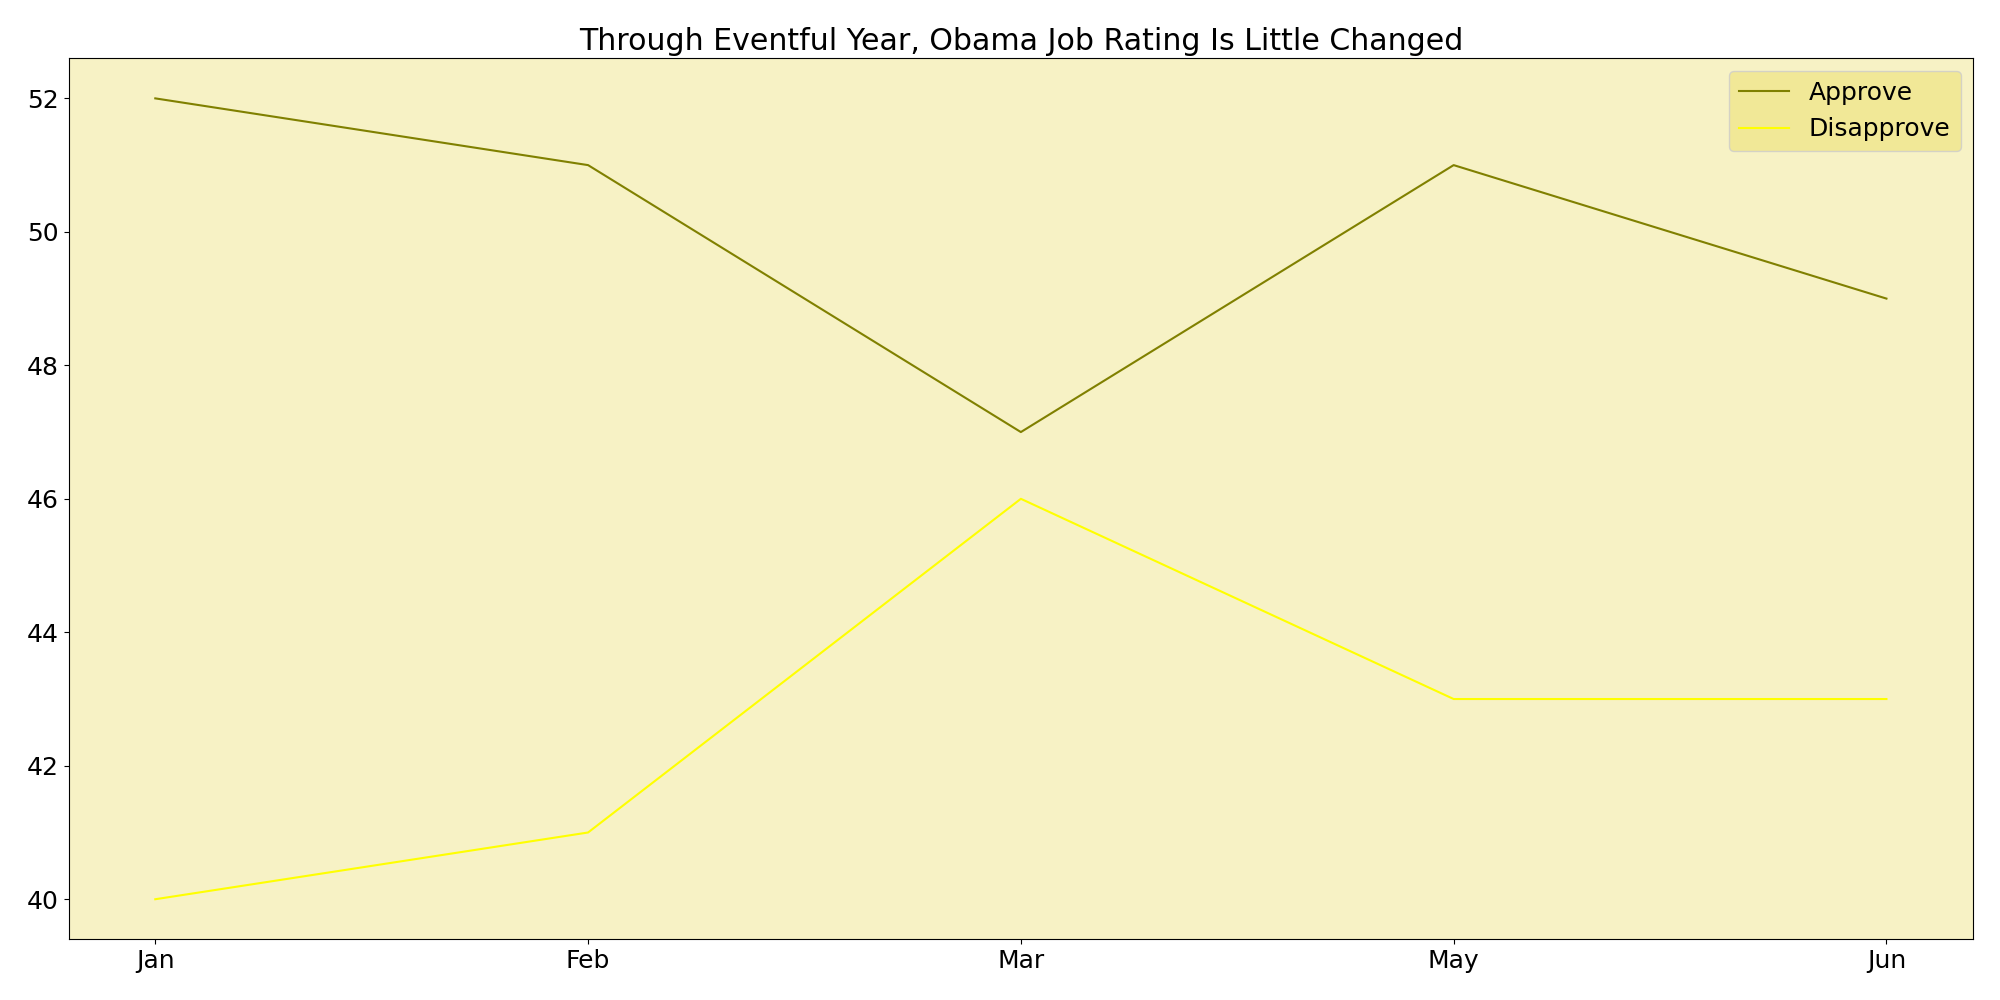 Through Eventful Year, Obama Job Rating Is Little Changed
Approve
Disapprove
52
50
48
46
44
42
40
Jan Feb Mar May Jun